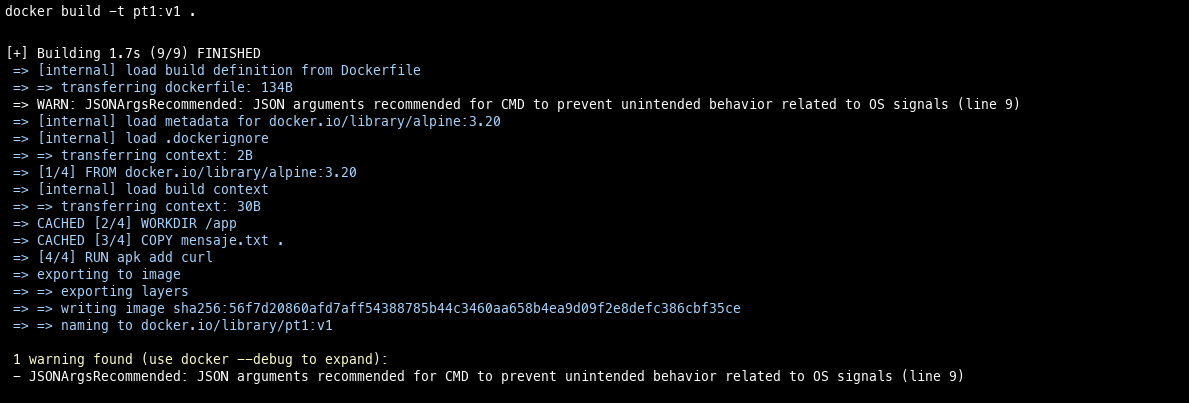 docker build -t pt1:v1 .
[+] Building 1.7s (9/9) FINISHED
=> [internal] load build definition from Dockerfile
=> => transferring dockerfile: 134B
=> WARN: JSONArgsRecommended: JSON arguments recommended for CMD to prevent unintended behavior related to OS signals (line 9)
=> [internal] load metadata for docker.io/library/alpine:3.20
=> [internal] load .dockerignore
=> => transferring context: 2B
=> [1/4] FROM docker.io/library/alpine:3.20
=> [internal] load build context
=> => transferring context: 30B
=> CACHED [2/4] WORKDIR /app
=> CACHED [3/4] COPY mensaje.txt .
=> [4/4] RUN apk add curl
=> exporting to image
=> => exporting layers
=> => writing image sha256:56f7d20860afd7aff54388785b44c3460aa658b4ea9d09f2e8defc386cbf35ce
=> => naming to docker.io/library/pt1:v1
1 warning found (use docker --debug to expand):
- JSONArgsRecommended: JSON arguments recommended for CMD to prevent unintended behavior related to OS signals (line 9)